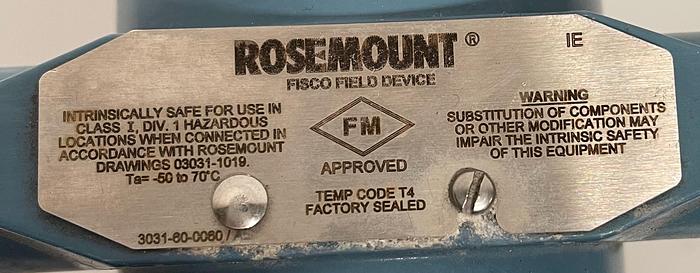 ROSEMOUNT®
IE
FISCO FIELD DEVICE
INTRINSICALLY SAFE FOR USE IN
CLASS I, DIV. 1 HAZARDOUS
LOCATIONS WHEN CONNECTED IN
ACCORDANCE WITH ROSEMOUNT
DRAWINGS 03031-1019.
Ta= -50 to 70°C
FM
APPROVED
TEMP CODE T4
FACTORY SEALED
WARNING
SUBSTITUTION OF COMPONENTS
OR OTHER MODIFICATION MAY
IMPAIR THE INTRINSIC SAFETY
OF THIS EQUIPMENT
3031-60-0060 /